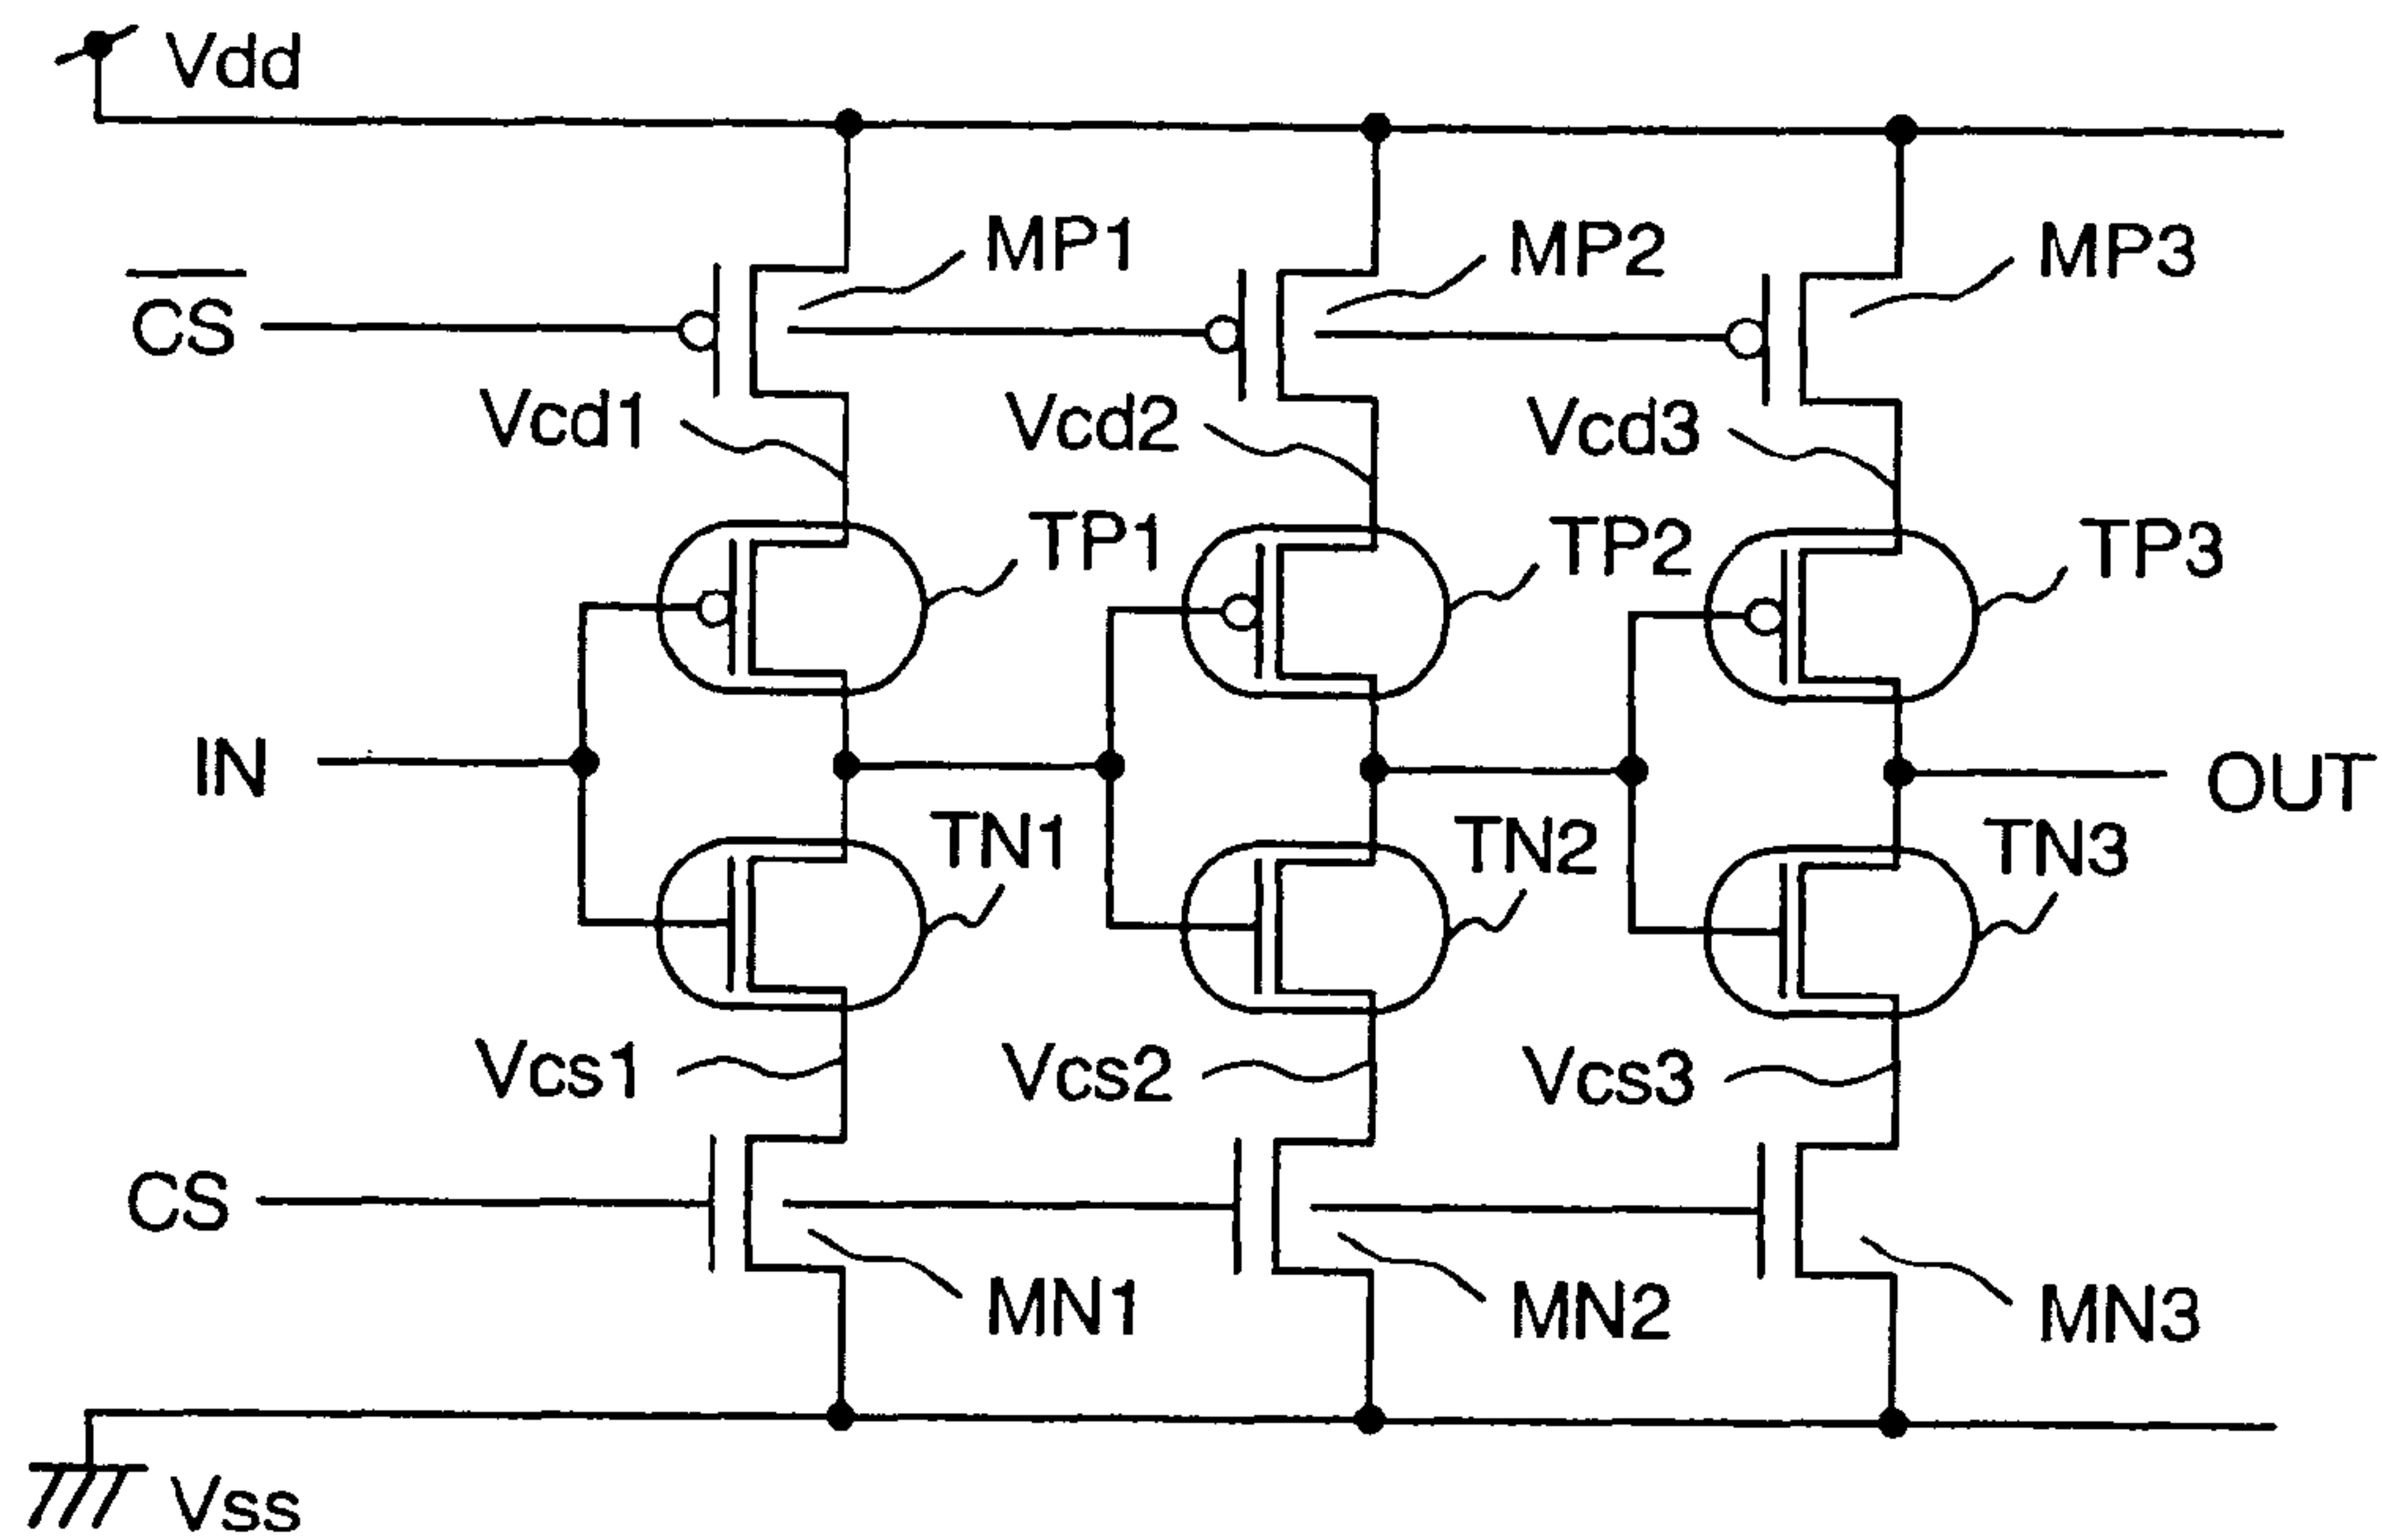 Vdd
MP1
MP2
MP3
C̅S̅
Vcd1
Vcd2
Vcd3
TP1
TP2
TP3
IN
OUT
TN1
TN2
TN3
Vcs1
Vcs2
Vcs3
CS
MN1
MN2
MN3
Vss